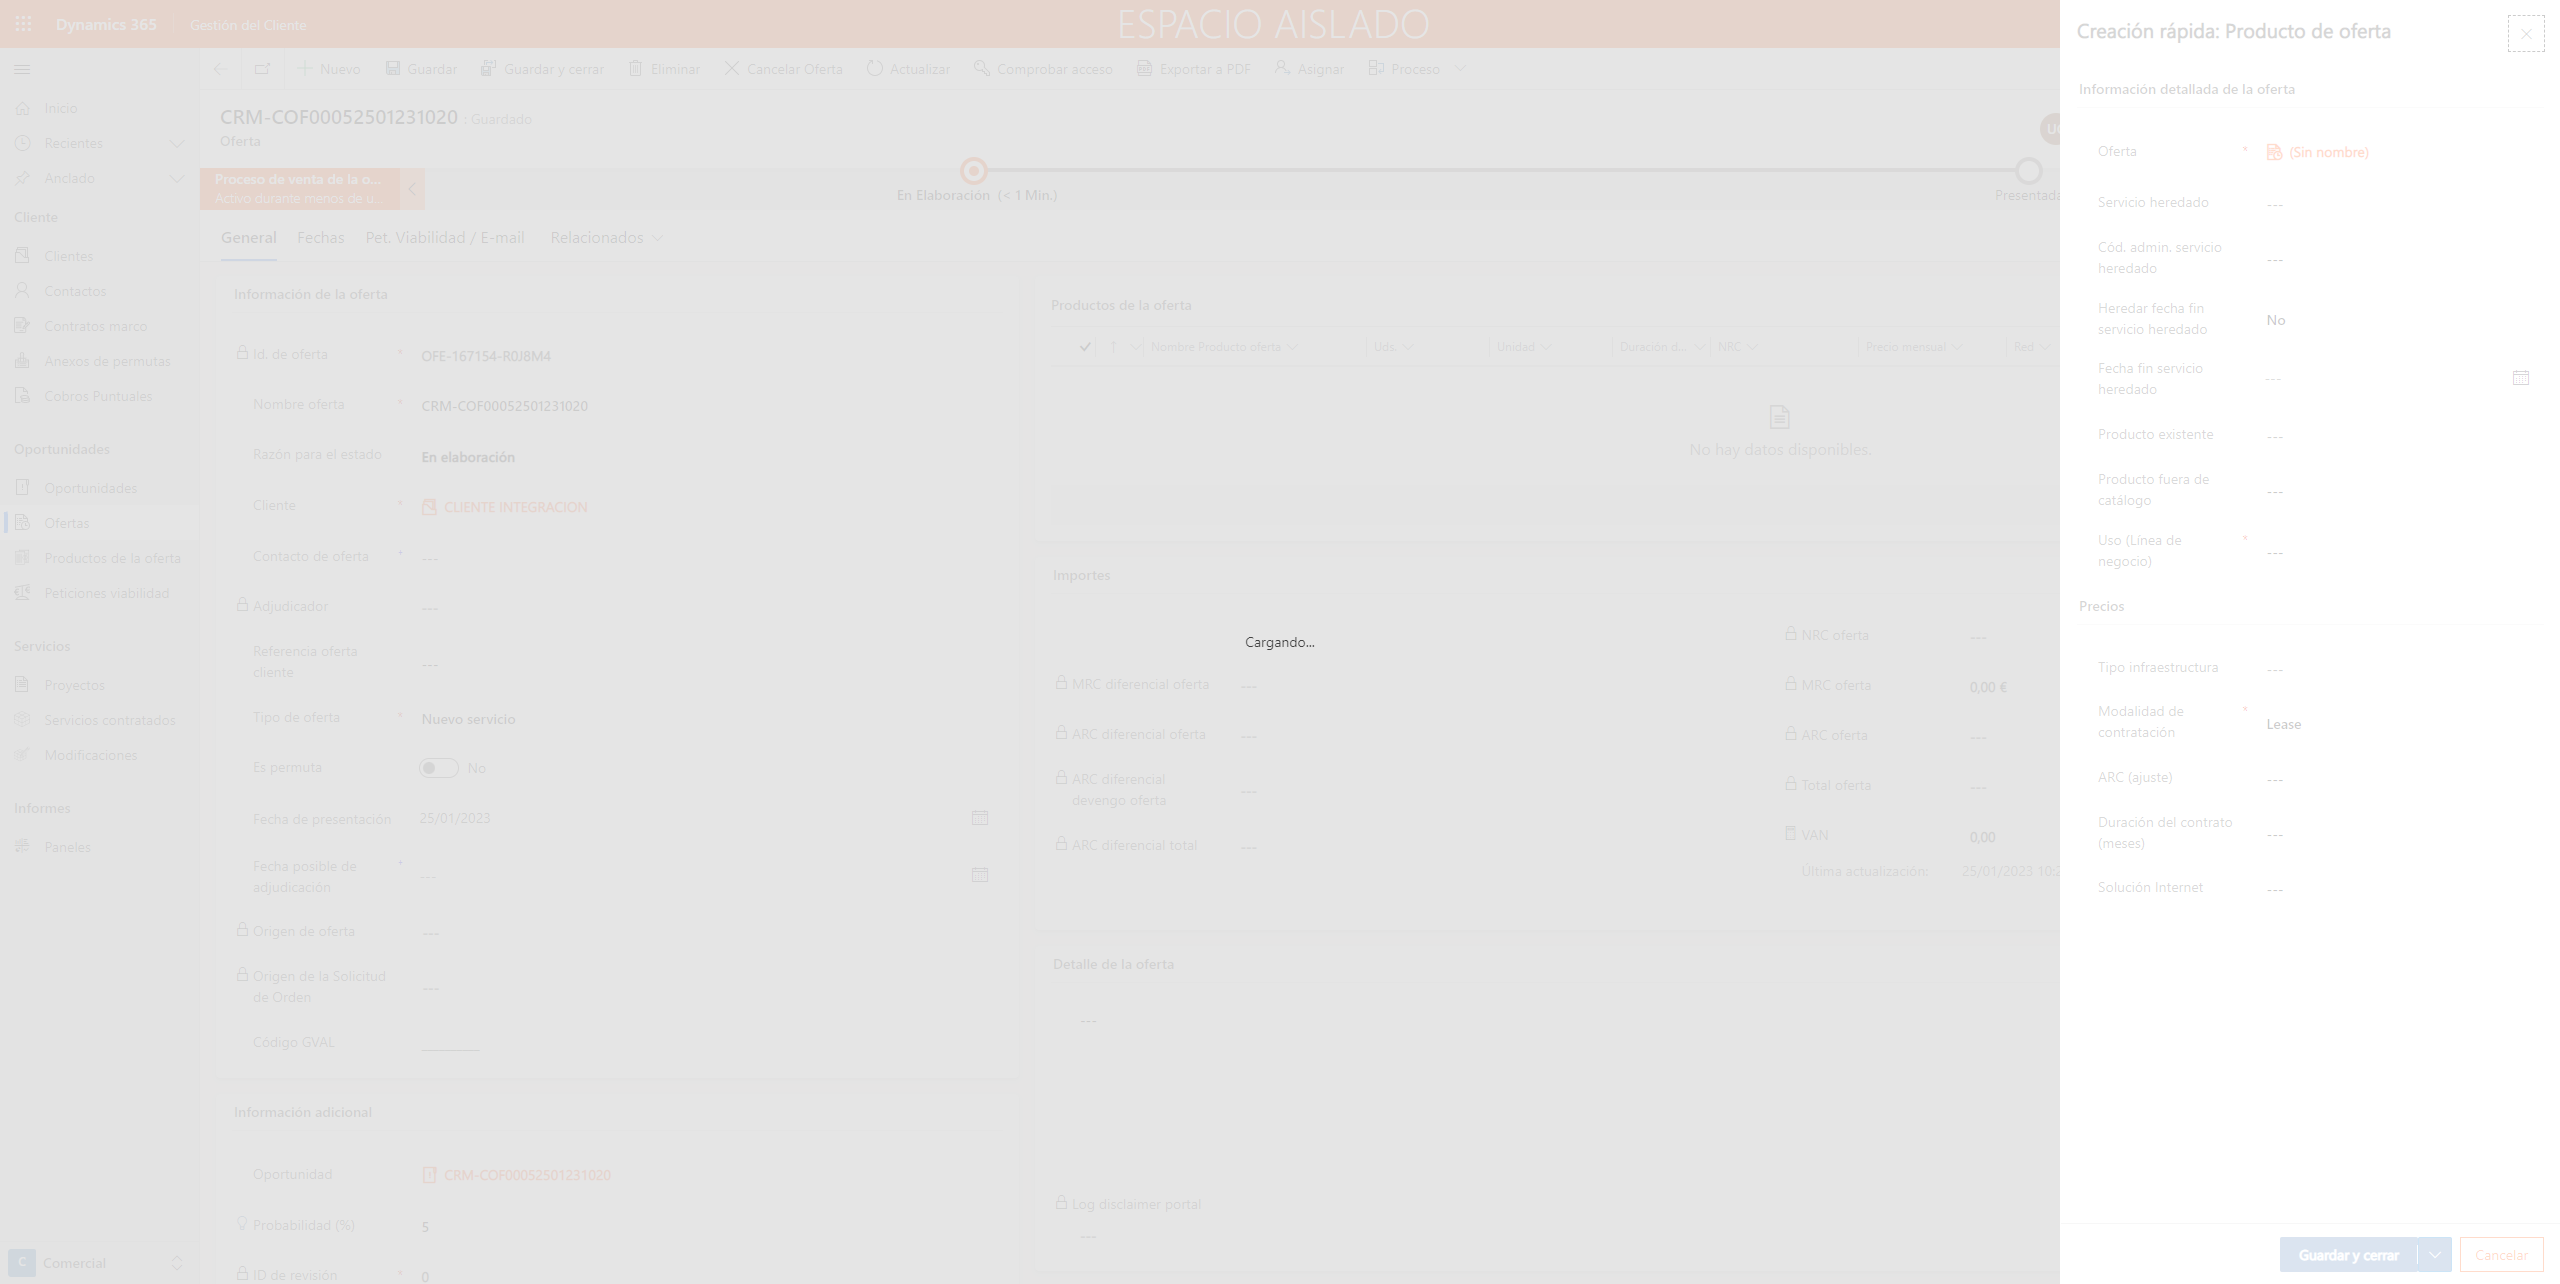 Dynamics 365
Gestión del Cliente
ESPACIO AISLADO
Nuevo
Guardar
Guardar y cerrar
Eliminar
Cancelar Oferta
Actualizar
Comprobar acceso
Exportar a PDF
Asignar
Proceso
Inicio
Recientes
Anclado
Cliente
Clientes
Contactos
Contratos marco
Anexos de permutas
Cobros Puntuales
Oportunidades
Oportunidades
Ofertas
Productos de la oferta
Peticiones viabilidad
Servicios
Proyectos
Servicios contratados
Modificaciones
Informes
Paneles
C Comercial
CRM-COF00052501231020 : Guardado
Oferta
Proceso de venta de la o...
Activo durante menos de u...
En Elaboración (< 1 Min.)
Presentada
General
Fechas
Pet. Viabilidad / E-mail
Relacionados
Información de la oferta
Id. de oferta * OFE-167154-R0J8M4
Nombre oferta * CRM-COF00052501231020
Razón para el estado En elaboración
Cliente * CLIENTE INTEGRACION
Contacto de oferta + ---
Adjudicador ---
Referencia oferta
cliente ---
Tipo de oferta * Nuevo servicio
Es permuta No
Fecha de presentación 25/01/2023
Fecha posible de
adjudicación * ---
Origen de oferta ---
Origen de la Solicitud
de Orden ---
Código GVAL
Información adicional
Oportunidad CRM-COF00052501231020
Probabilidad (%) 5
ID de revisión * 0
Productos de la oferta
Nombre Producto oferta
Uds.
Unidad
Duración d...
NRC
Precio mensual
Red
No hay datos disponibles.
Importes
Cargando...
MRC diferencial oferta ---
ARC diferencial oferta ---
ARC diferencial
devengo oferta ---
ARC diferencial total ---
NRC oferta ---
MRC oferta 0,00 €
ARC oferta ---
Total oferta ---
VAN 0,00
Última actualización: 25/01/2023 10:2
Detalle de la oferta
---
Log disclaimer portal
---
Creación rápida: Producto de oferta
Información detallada de la oferta
Oferta * (Sin nombre)
Servicio heredado ---
Cód. admin. servicio
heredado ---
Heredar fecha fin
servicio heredado No
Fecha fin servicio
heredado ---
Producto existente ---
Producto fuera de
catálogo ---
Uso (Línea de
negocio) * ---
Precios
Tipo infraestructura ---
Modalidad de
contratación * Lease
ARC (ajuste) ---
Duración del contrato
(meses) ---
Solución Internet ---
Guardar y cerrar
Cancelar